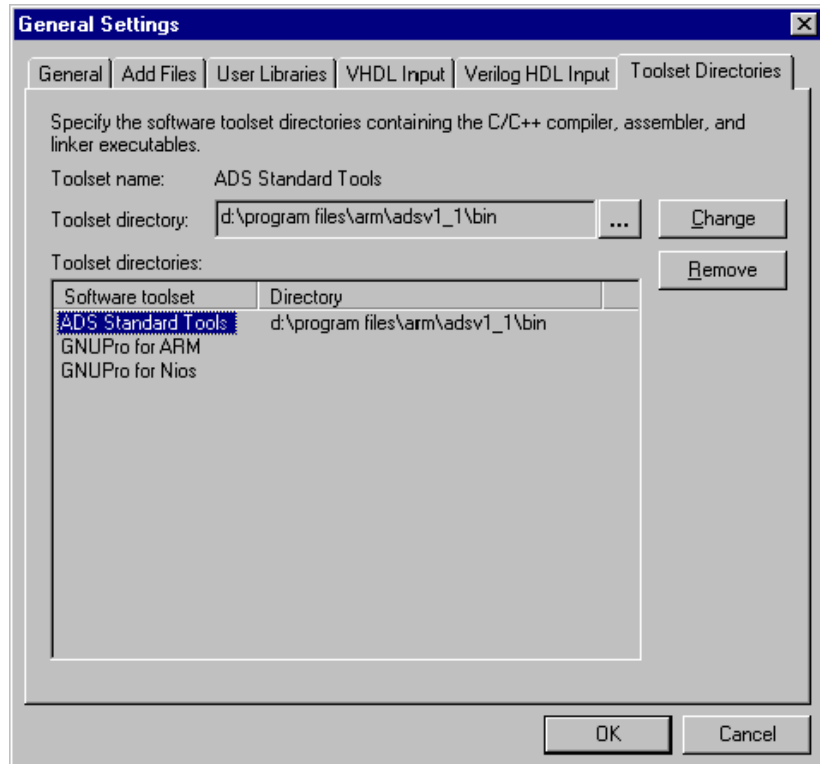 General Settings
General Add Files User Libraries VHDL Input Verilog HDL Input Toolset Directories
Specify the software toolset directories containing the C/C++ compiler, assembler, and
linker executables.
Toolset name: ADS Standard Tools
Toolset directory: d:\program files\arm\adsv1_1\bin ... Change
Toolset directories: Remove
Software toolset Directory
ADS Standard Tools d:\program files\arm\adsv1_1\bin
GNUPro for ARM
GNUPro for Nios
OK Cancel